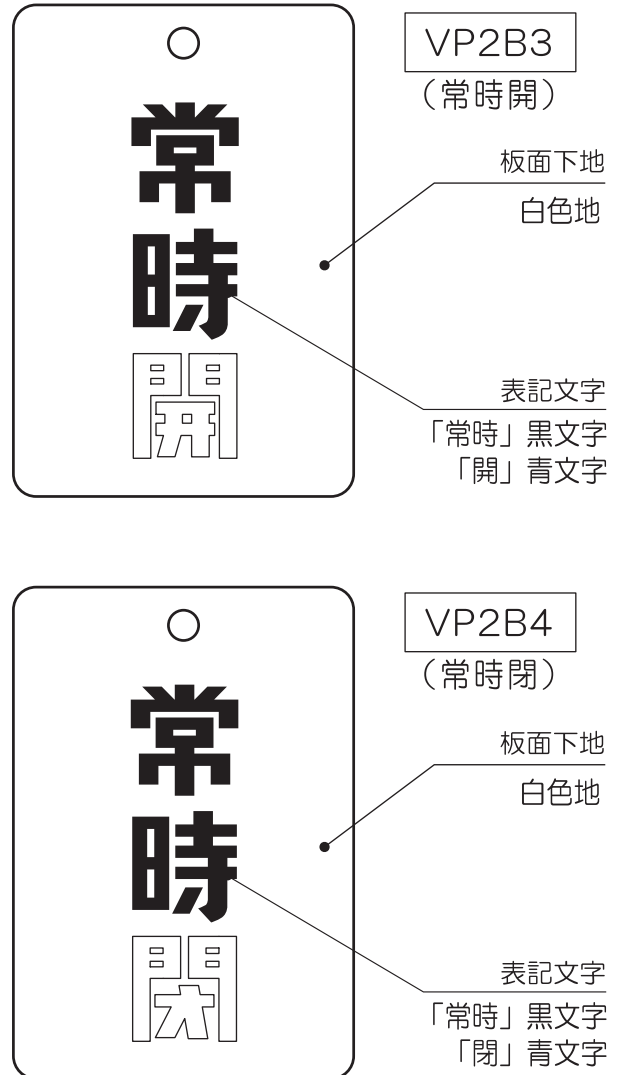 常
時
開
VP2B3
（常時開）
板面下地
白色地
表記文字
「常時」黒文字
「開」青文字
常
時
閉
VP2B4
（常時閉）
板面下地
白色地
表記文字
「常時」黒文字
「閉」青文字